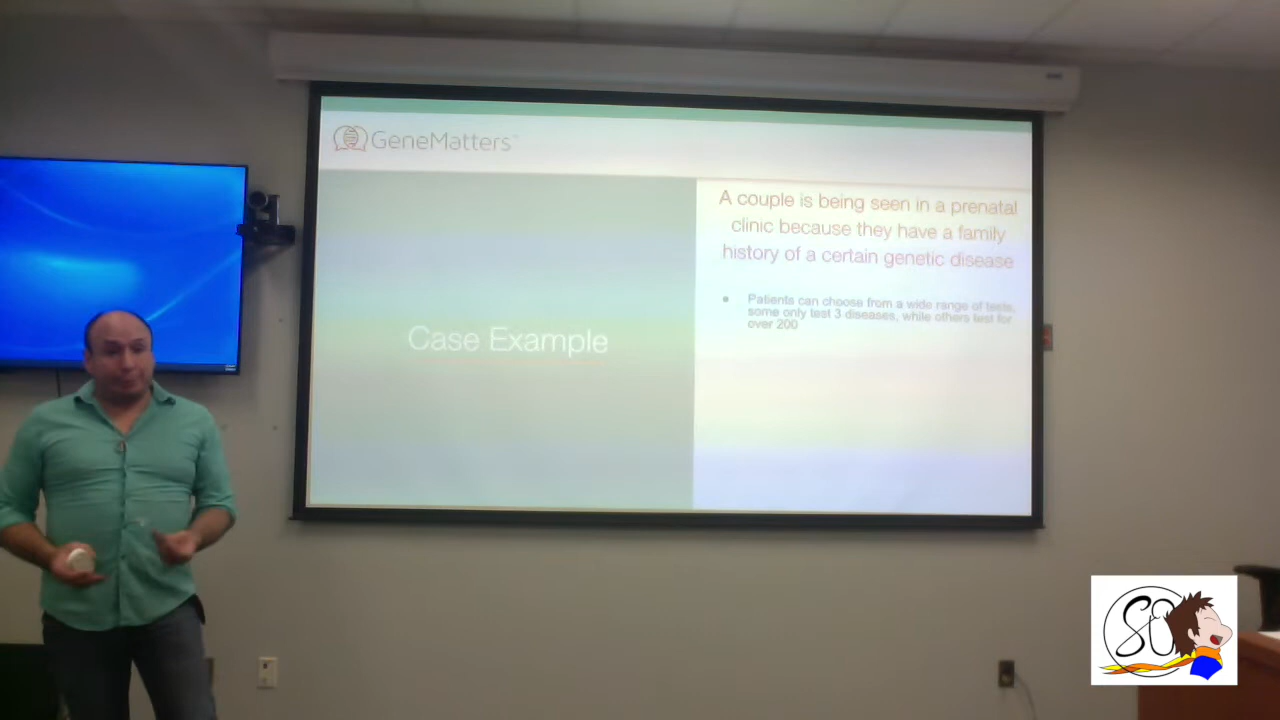 GeneMatters™
A couple is being seen in a prenatal
clinic because they have a family
history of a certain genetic disease
• Patients can choose from a wide range of tests,
some only test 3 diseases, while others test for
over 200
Case Example